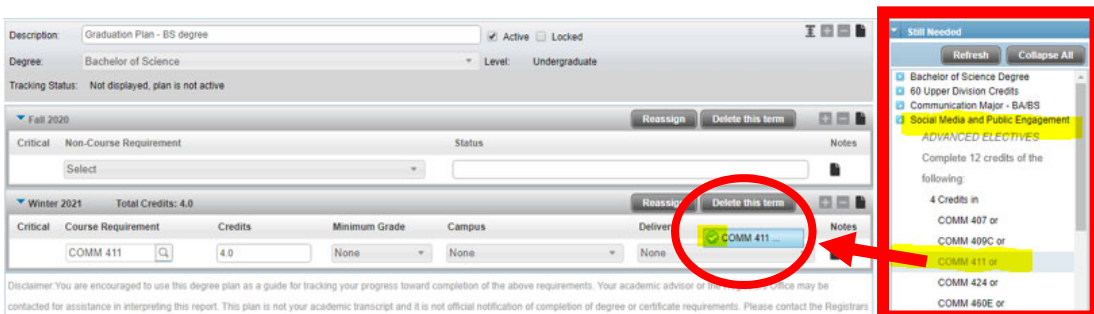 Description: Graduation Plan - BS degree Active Locked
Degree: Bachelor of Science Level: Undergraduate
Tracking Status: Not displayed, plan is not active
Fall 2020 Reassign Delete this term
Critical Non-Course Requirement Status Notes
Select
Winter 2021 Total Credits: 4.0 Reassign Delete this term
Critical Course Requirement Credits Minimum Grade Campus Deliver Notes
COMM 411 4.0 None None None
COMM 411 ...
Disclaimer:You are encouraged to use this degree plan as a guide for tracking your progress toward completion of the above requirements. Your academic advisor or the Registrars Office may be
contacted for assistance in interpreting this report. This plan is not your academic transcript and it is not official notification of completion of degree or certificate requirements. Please contact the Registrars
Still Needed
Refresh Collapse All
Bachelor of Science Degree
60 Upper Division Credits
Communication Major - BA/BS
Social Media and Public Engagement
ADVANCED ELECTIVES
Complete 12 credits of the
following:
4 Credits in
COMM 407 or
COMM 409C or
COMM 411 or
COMM 424 or
COMM 460E or